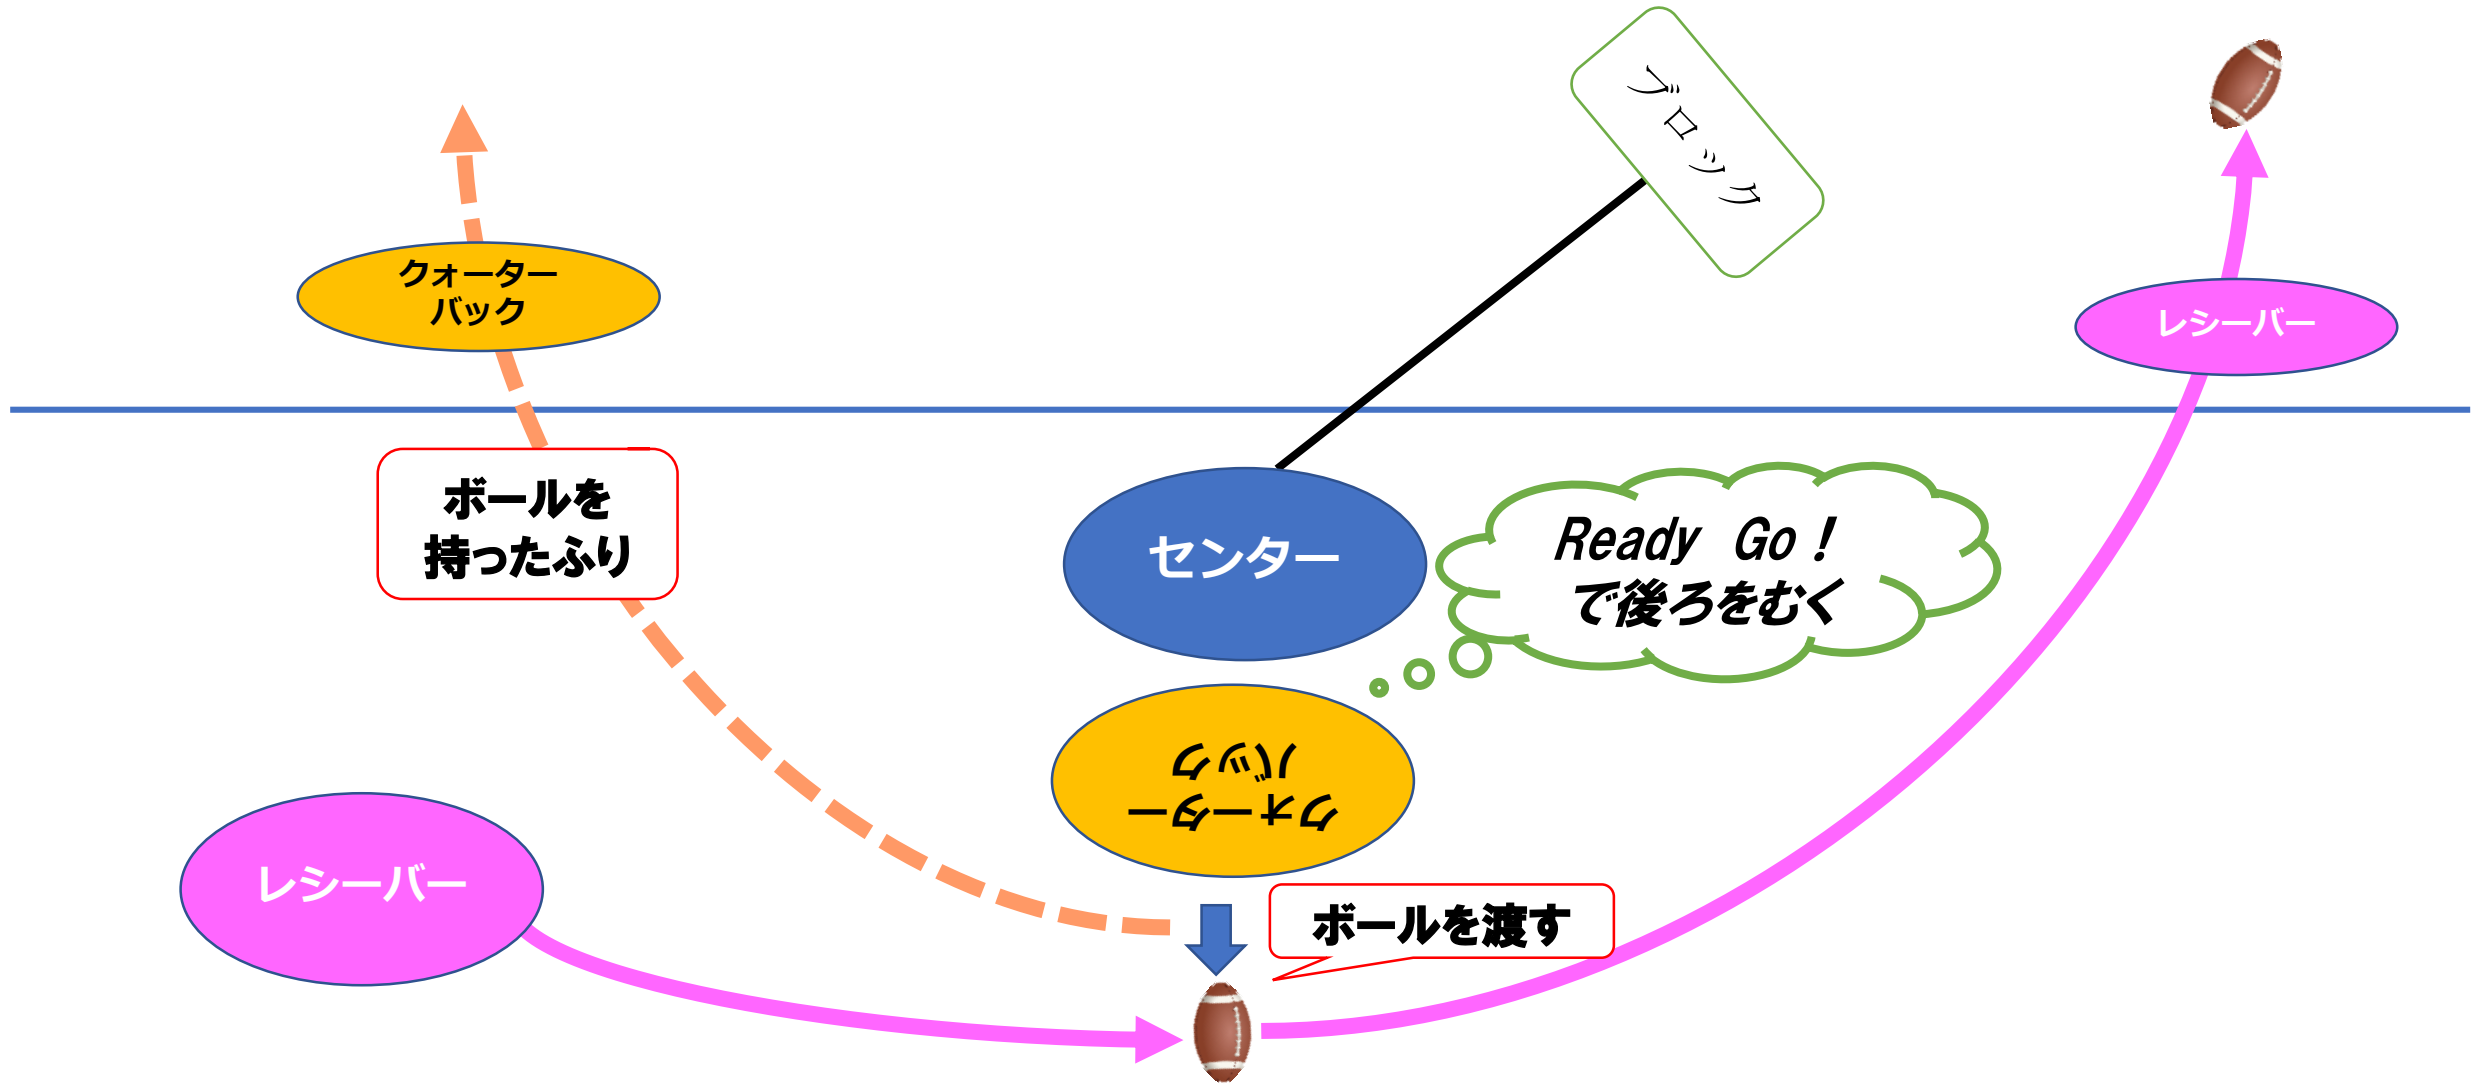 ブロック
クォーター
バック
レシーバー
ボールを
持ったふり
センター
Ready Go！
で後ろをむく
クォーター
バック
レシーバー
ボールを渡す